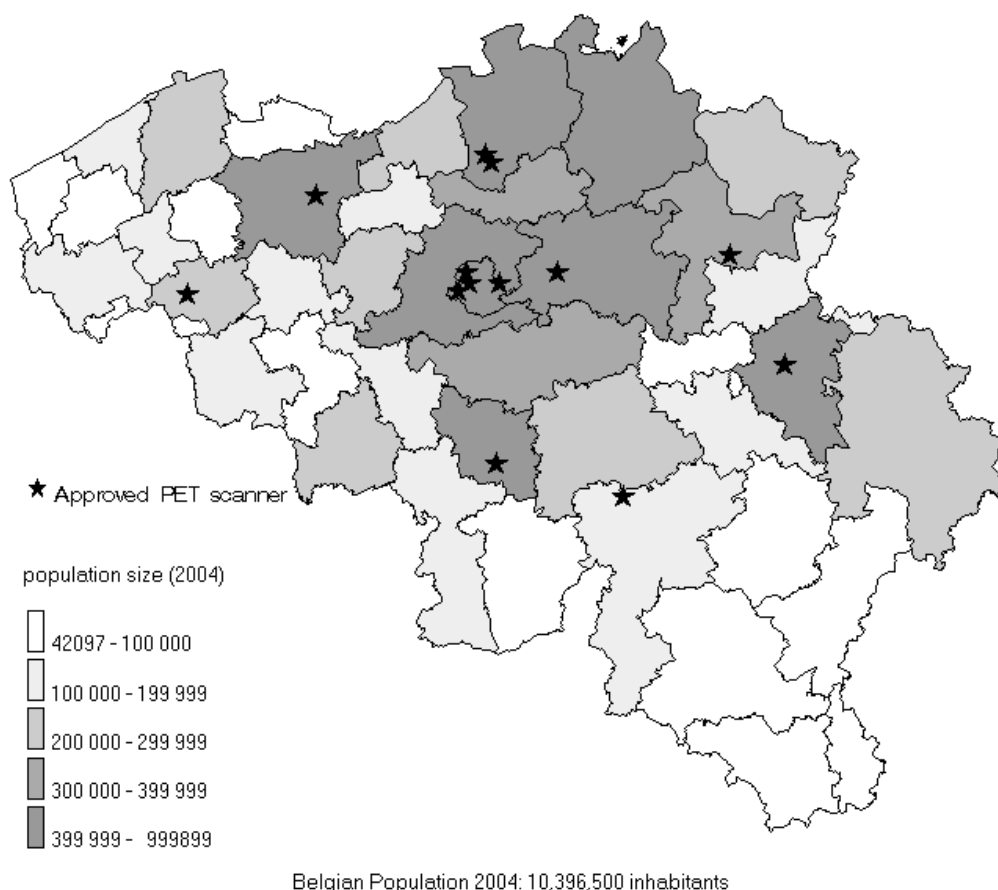 ★ Approved PET scanner
population size (2004)
42097 - 100 000
100 000 - 199 999
200 000 - 299 999
300 000 - 399 999
399 999 - 999899
Belgian Population 2004: 10,396,500 inhabitants